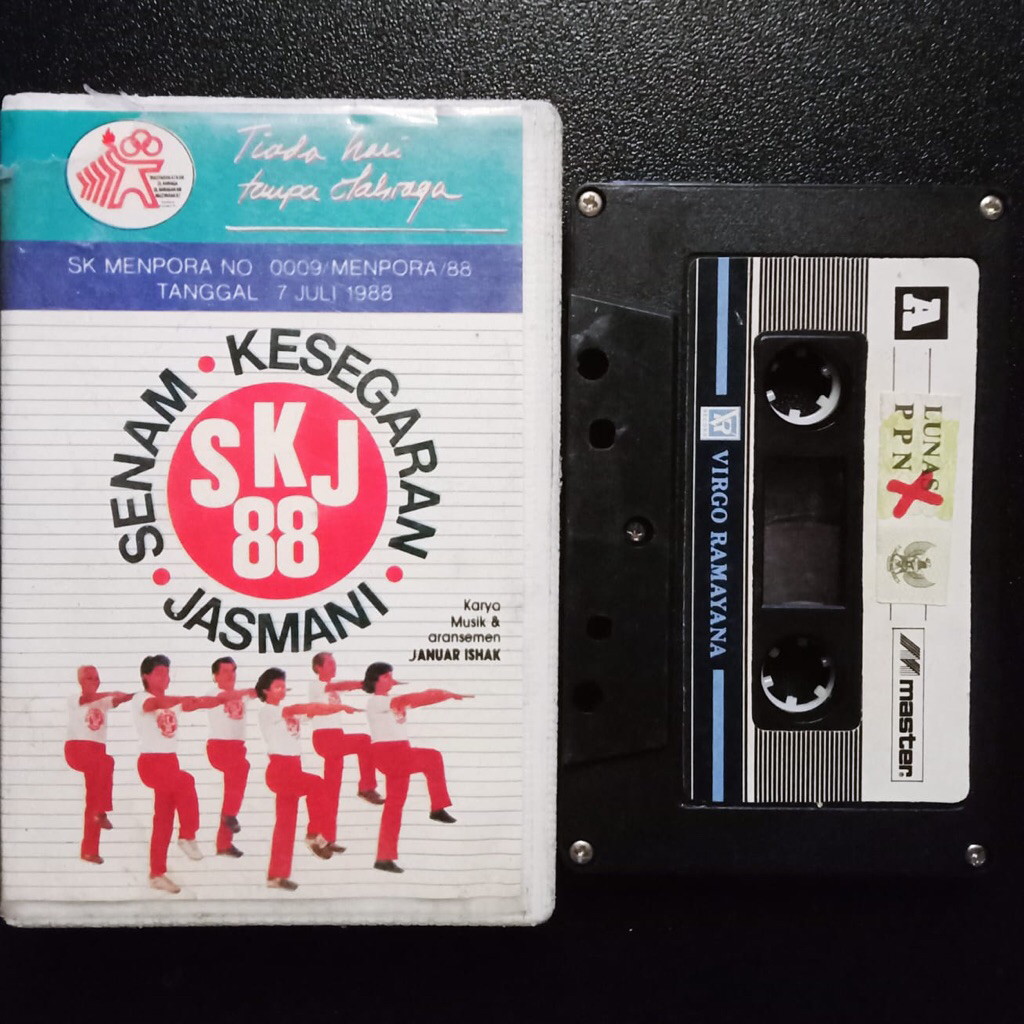 Tiada hari
tanpa Olahraga
SK MENPORA NO 0009/MENPORA/88
TANGGAL 7 JULI 1988
SENAM • KESEGARAN • JASMANI •
SKJ
88
Karya
Musik &
aransemen
JANUAR ISHAK
A
LUNAS
PPN
VR
VIRGO RAMAYANA
master